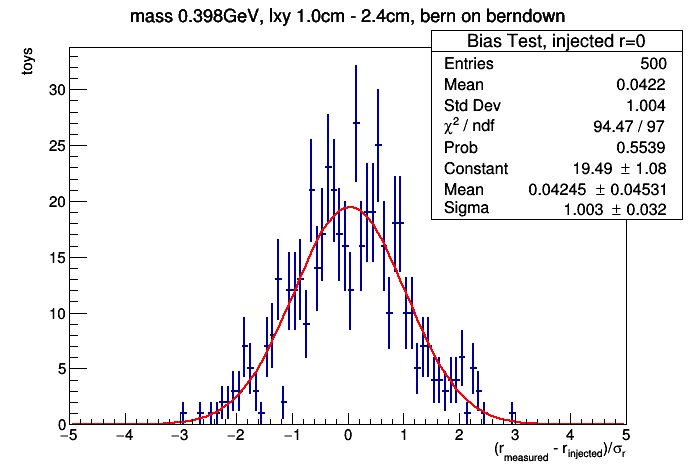 mass 0.398GeV, lxy 1.0cm - 2.4cm, bern on berndown
toys
Bias Test, injected r=0
Entries 500
Mean 0.0422
Std Dev 1.004
χ² / ndf 94.47 / 97
Prob 0.5539
Constant 19.49 ± 1.08
Mean 0.04245 ± 0.04531
Sigma 1.003 ± 0.032
30
25
20
15
10
5
0
−5 −4 −3 −2 −1 0 1 2 3 4 5
(r_measured - r_injected)/σ_r